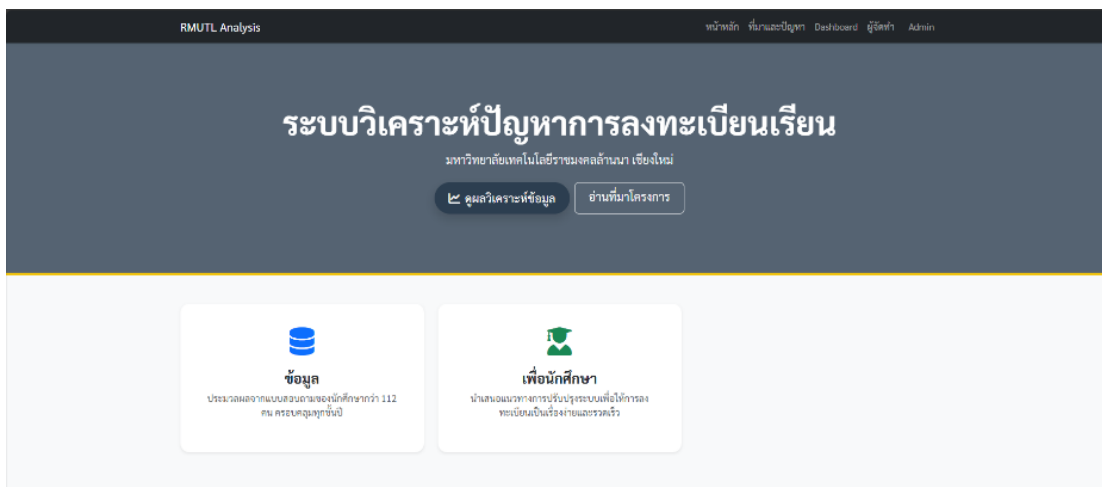 RMUTL Analysis
หน้าหลัก ที่มาและปัญหา Dashboard ผู้จัดทำ Admin
ระบบวิเคราะห์ปัญหาการลงทะเบียนเรียน
มหาวิทยาลัยเทคโนโลยีราชมงคลล้านนา เชียงใหม่
ดูผลวิเคราะห์ข้อมูล
อ่านที่มาโครงการ
ข้อมูล
ประมวลผลจากแบบสอบถามของนักศึกษากว่า 112
คน ครอบคลุมทุกชั้นปี
เพื่อนักศึกษา
นำเสนอแนวทางการปรับปรุงระบบเพื่อให้การลง
ทะเบียนเป็นเรื่องง่ายและรวดเร็ว